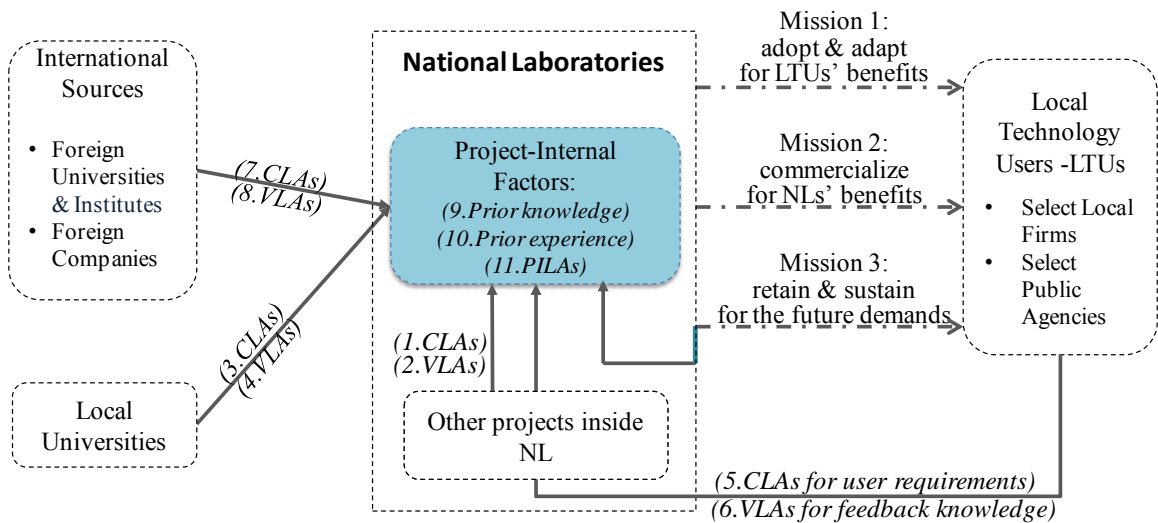 International
Sources
• Foreign
Universities
& Institutes
• Foreign
Companies
(7.CLAs)
(8.VLAs)
(3.CLAs)
(4.VLAs)
Local
Universities
National Laboratories
Project-Internal
Factors:
(9.Prior knowledge)
(10.Prior experience)
(11.PILAs)
(1.CLAs)
(2.VLAs)
Other projects inside
NL
Mission 1:
adopt & adapt
for LTUs’ benefits
Mission 2:
commercialize
for NLs’ benefits
Mission 3:
retain & sustain
for the future demands
Local
Technology
Users -LTUs
• Select Local
Firms
• Select
Public
Agencies
(5.CLAs for user requirements)
(6.VLAs for feedback knowledge)